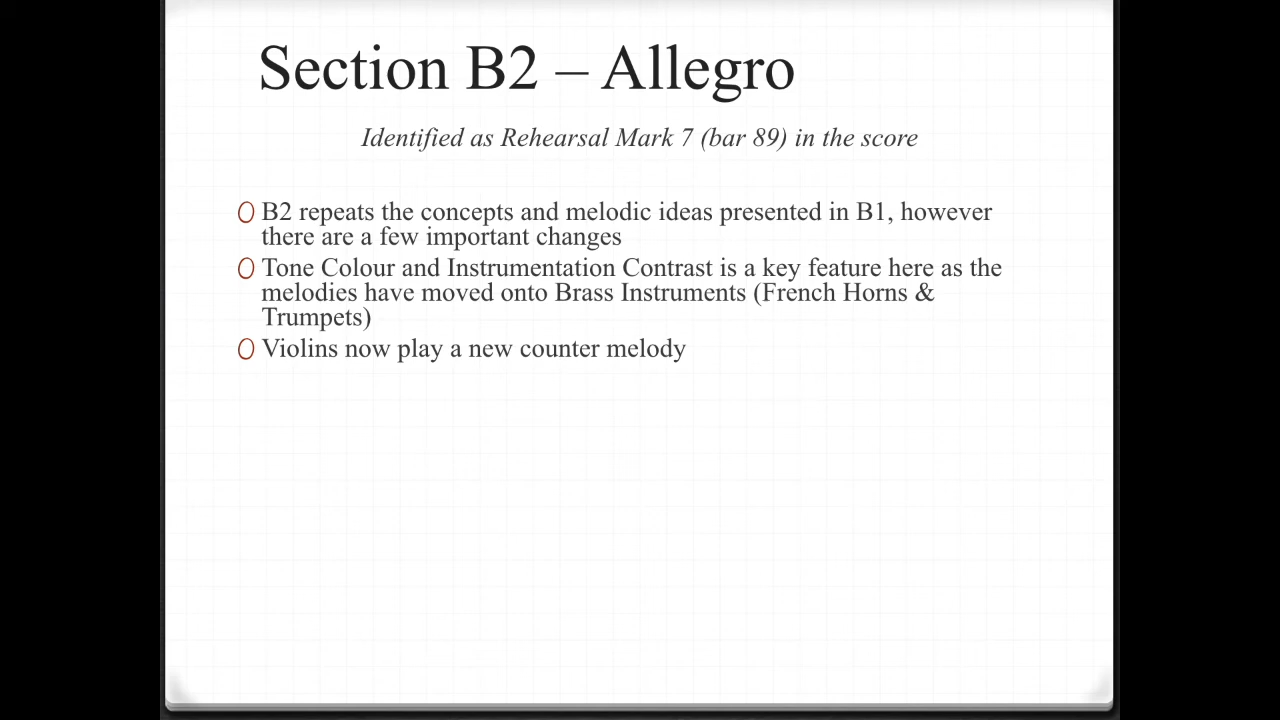 Section B2 – Allegro
Identified as Rehearsal Mark 7 (bar 89) in the score
B2 repeats the concepts and melodic ideas presented in B1, however
there are a few important changes
Tone Colour and Instrumentation Contrast is a key feature here as the
melodies have moved onto Brass Instruments (French Horns &
Trumpets)
Violins now play a new counter melody